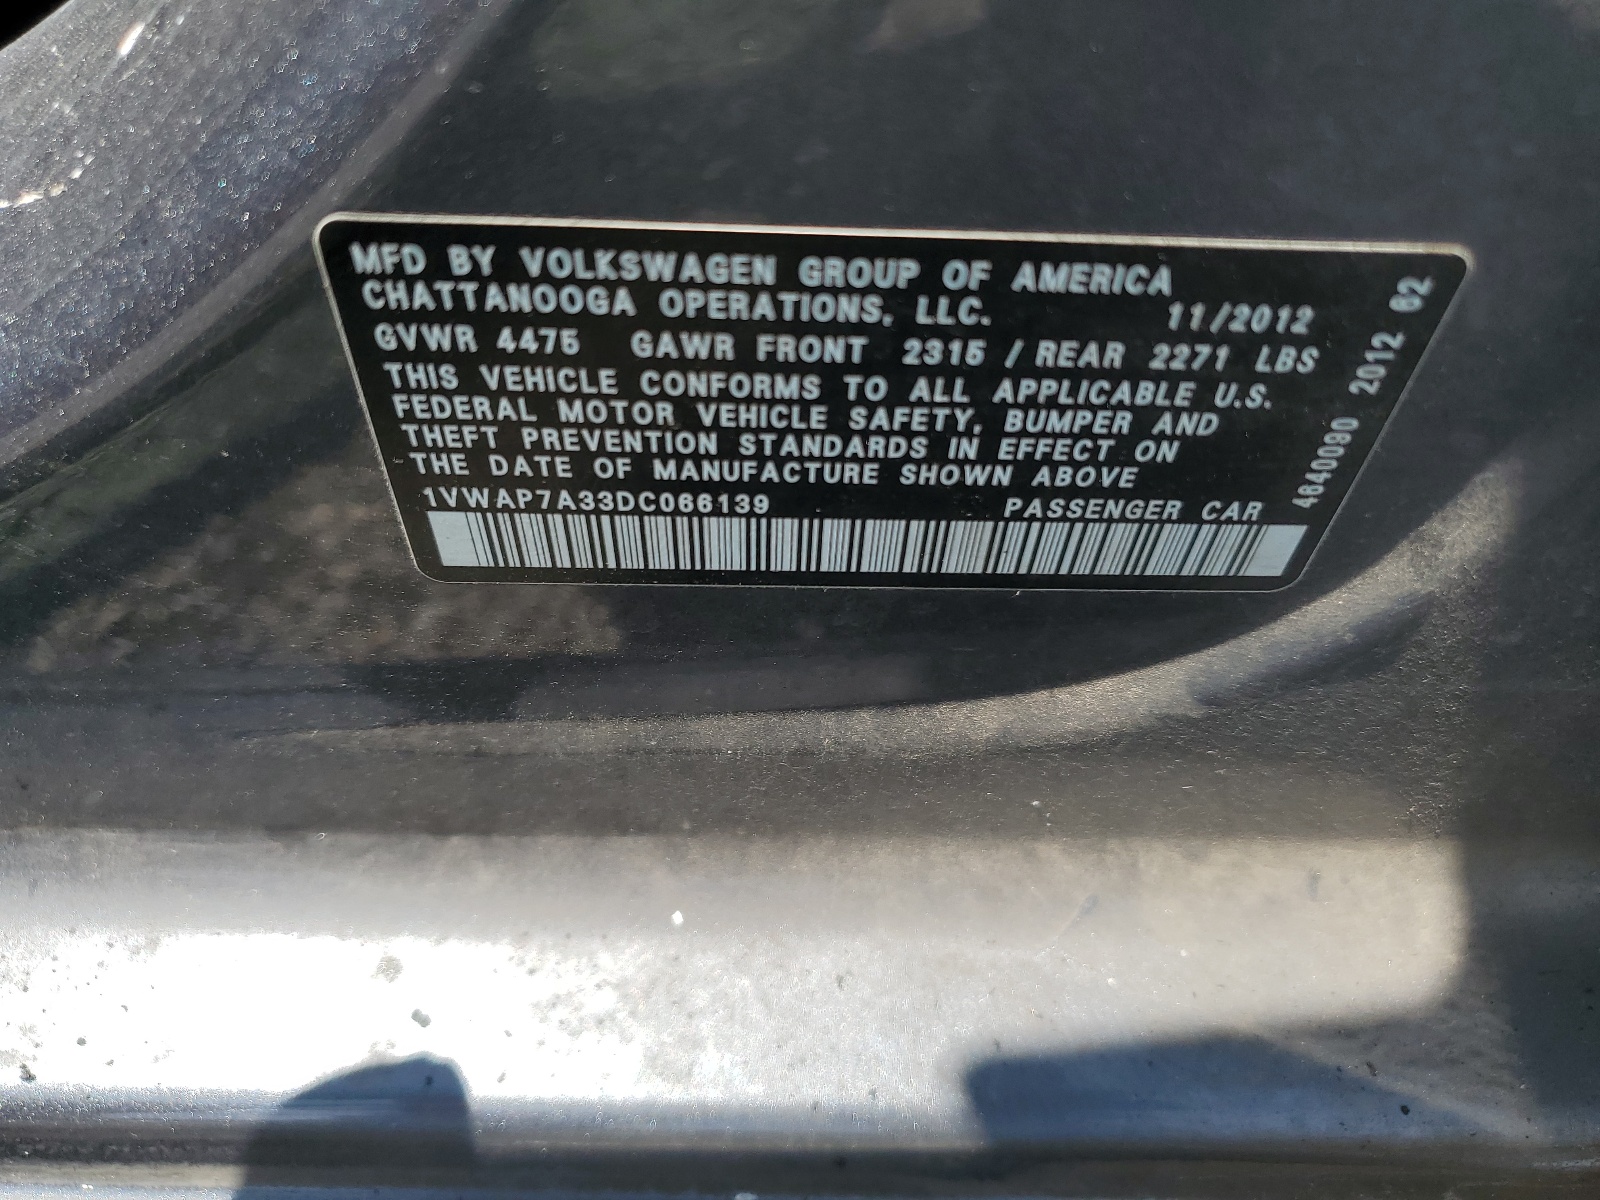 MFD BY VOLKSWAGEN GROUP OF AMERICA
CHATTANOOGA OPERATIONS, LLC. 11/2012
GVWR 4475 GAWR FRONT 2315 / REAR 2271 LBS
THIS VEHICLE CONFORMS TO ALL APPLICABLE U.S.
FEDERAL MOTOR VEHICLE SAFETY, BUMPER AND
THEFT PREVENTION STANDARDS IN EFFECT ON
THE DATE OF MANUFACTURE SHOWN ABOVE
1VWAP7A33DC066139 PASSENGER CAR
4640090 2012 62